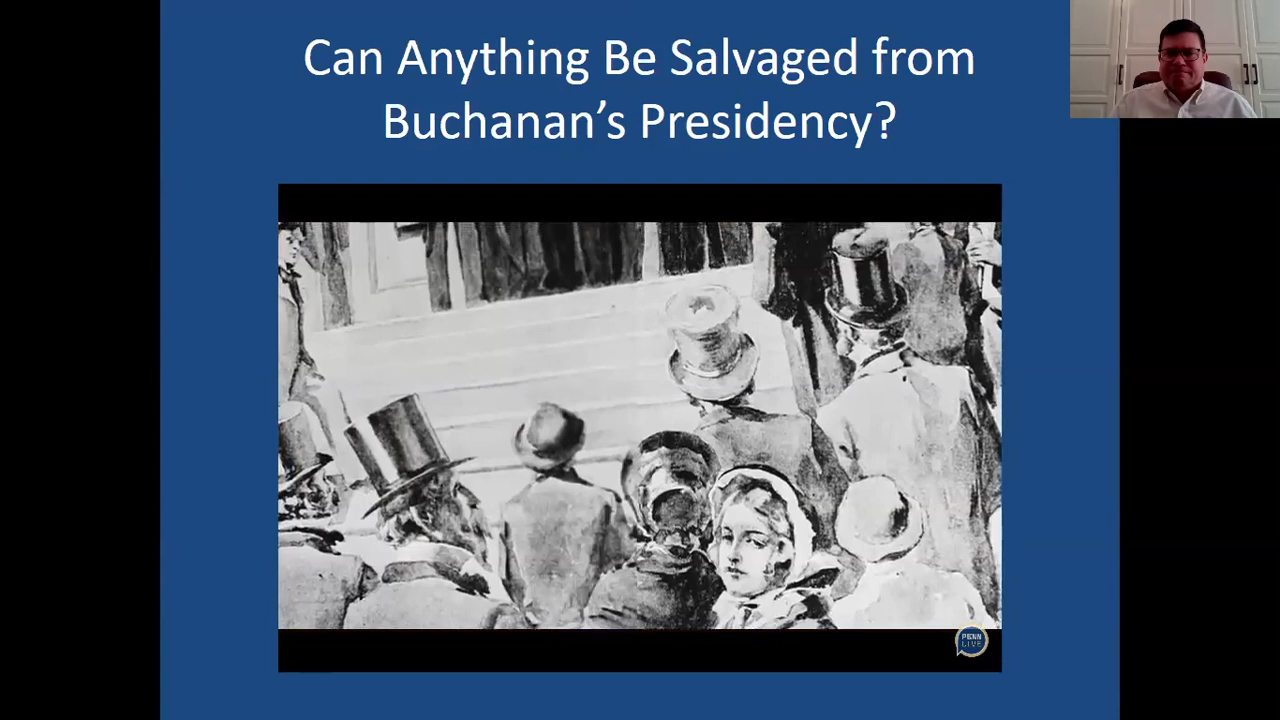 Can Anything Be Salvaged from
Buchanan’s Presidency?
PENN
LIVE